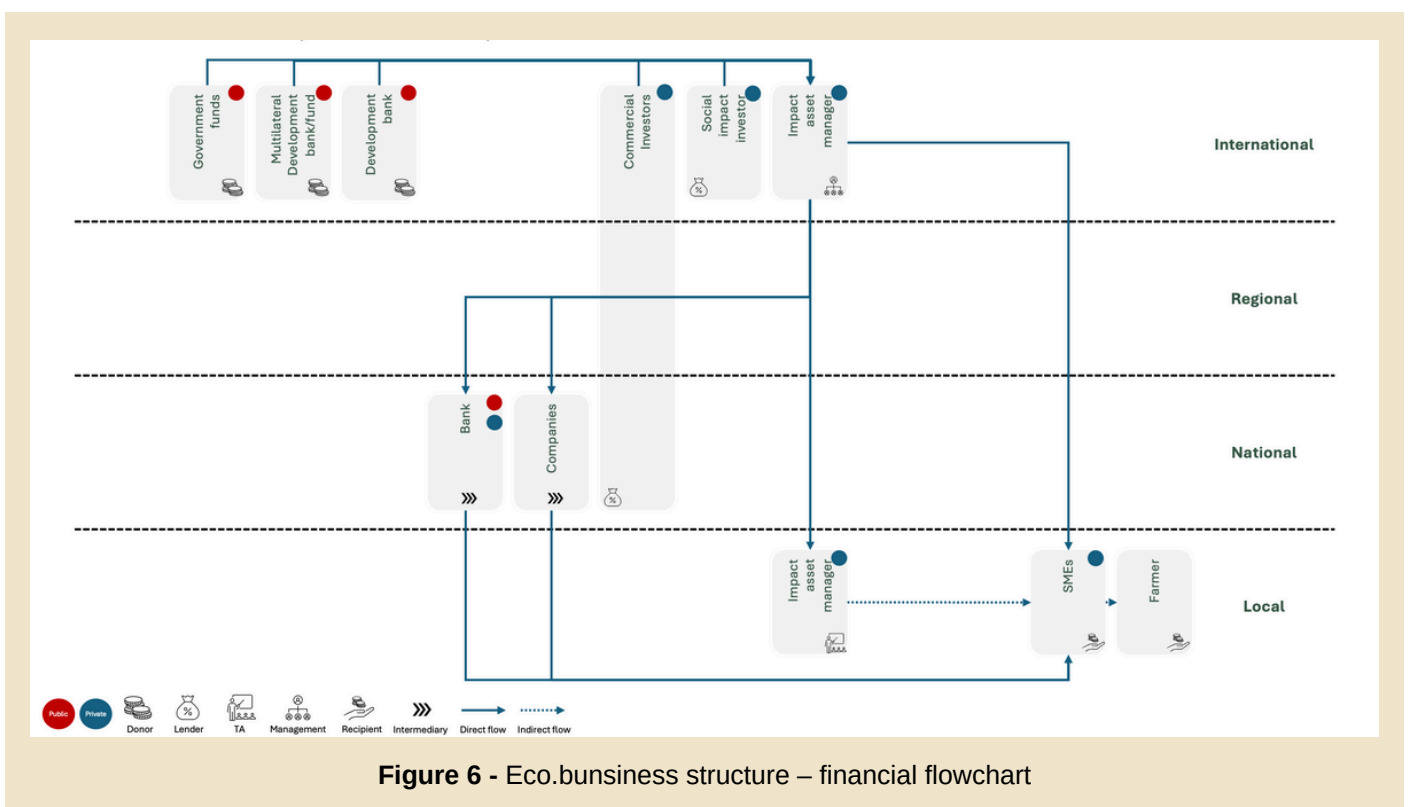 Government
funds
Multilateral
Development
bank/fund
Development
bank
Commercial
Investors
Social
impact
investor
Impact
asset
manager
International
Regional
Bank
Companies
%
%
National
Impact
asset
manager
SMEs
Farmer
Local
Public
Private
%
Donor
Lender
TA
Management
Recipient
Intermediary
Direct flow
Indirect flow
Figure 6 - Eco.bunsiness structure – financial flowchart